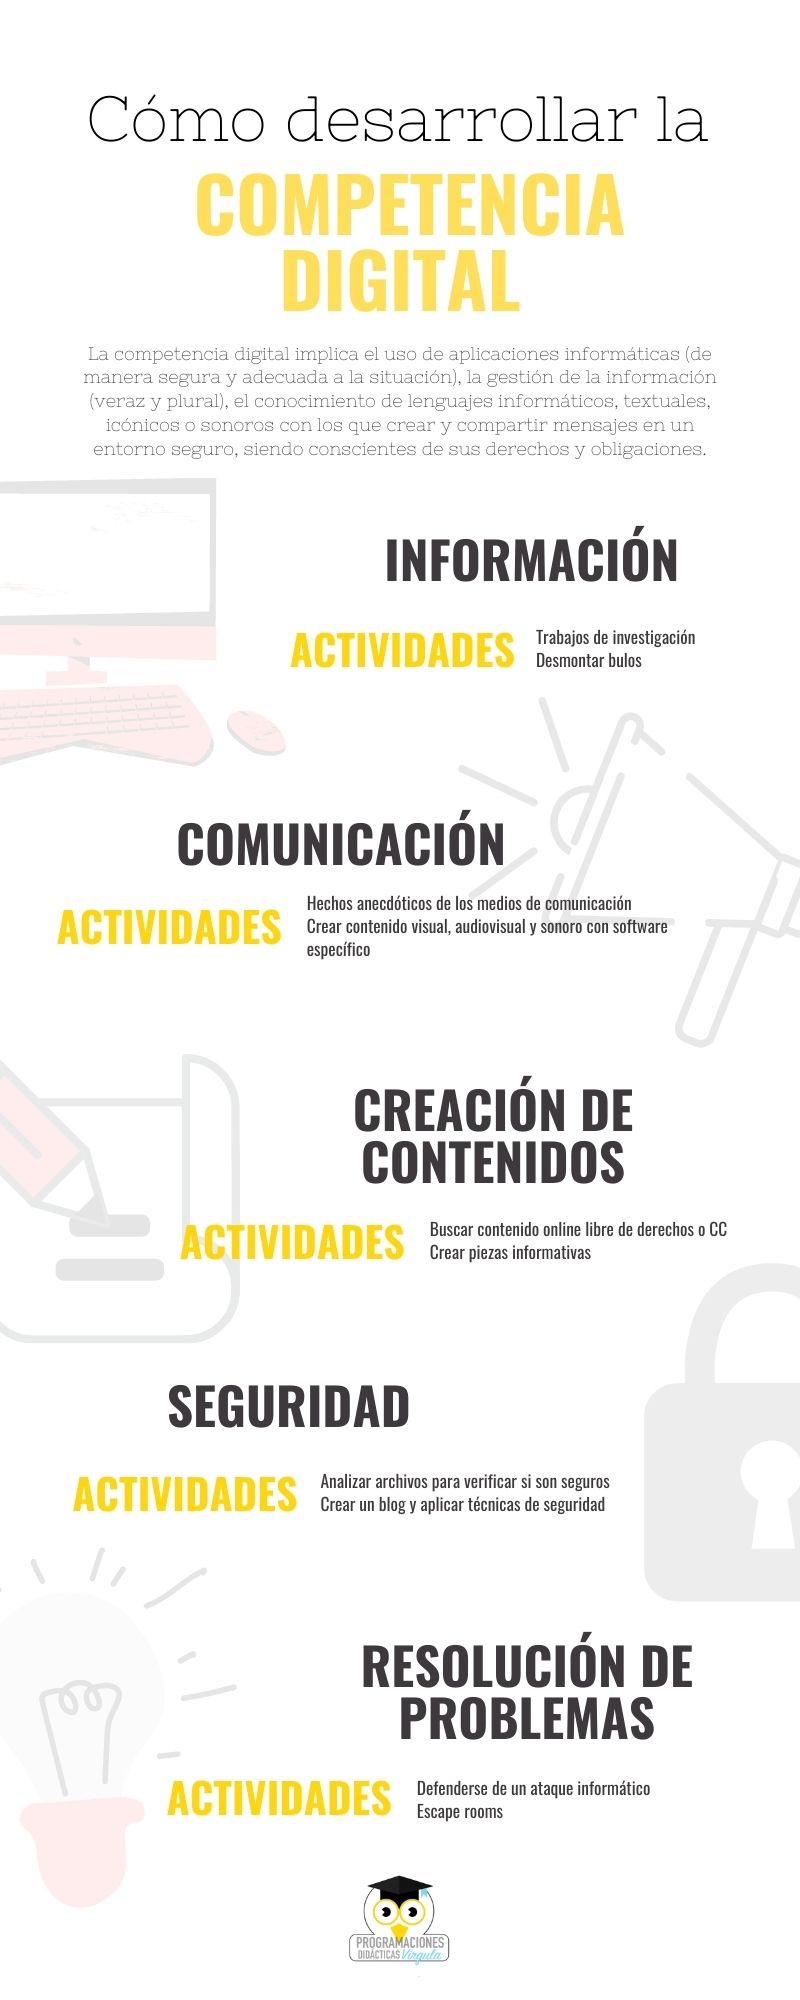 Cómo desarrollar la
COMPETENCIA
DIGITAL
La competencia digital implica el uso de aplicaciones informáticas (de
manera segura y adecuada a la situación), la gestión de la información
(veraz y plural), el conocimiento de lenguajes informáticos, textuales,
icónicos o sonoros con los que crear y compartir mensajes en un
entorno seguro, siendo conscientes de sus derechos y obligaciones.
INFORMACIÓN
ACTIVIDADES
Trabajos de investigación
Desmontar bulos
COMUNICACIÓN
ACTIVIDADES
Hechos anecdóticos de los medios de comunicación
Crear contenido visual, audiovisual y sonoro con software
específico
CREACIÓN DE
CONTENIDOS
ACTIVIDADES
Buscar contenido online libre de derechos o CC
Crear piezas informativas
SEGURIDAD
ACTIVIDADES
Analizar archivos para verificar si son seguros
Crear un blog y aplicar técnicas de seguridad
RESOLUCIÓN DE
PROBLEMAS
ACTIVIDADES
Defenderse de un ataque informático
Escape rooms
PROGRAMACIONES
DIDÁCTICAS Virgula